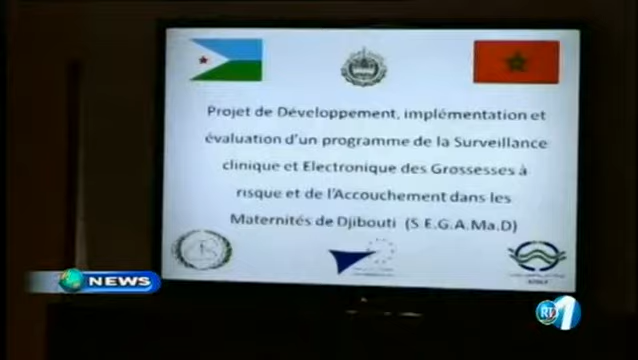 Projet de Développement, implémentation et
évaluation d'un programme de la Surveillance
clinique et Electronique des Grossesses à
risque et de l'Accouchement dans les
Maternités de Djibouti (S.E.G.A.Ma.D)
NEWS
1